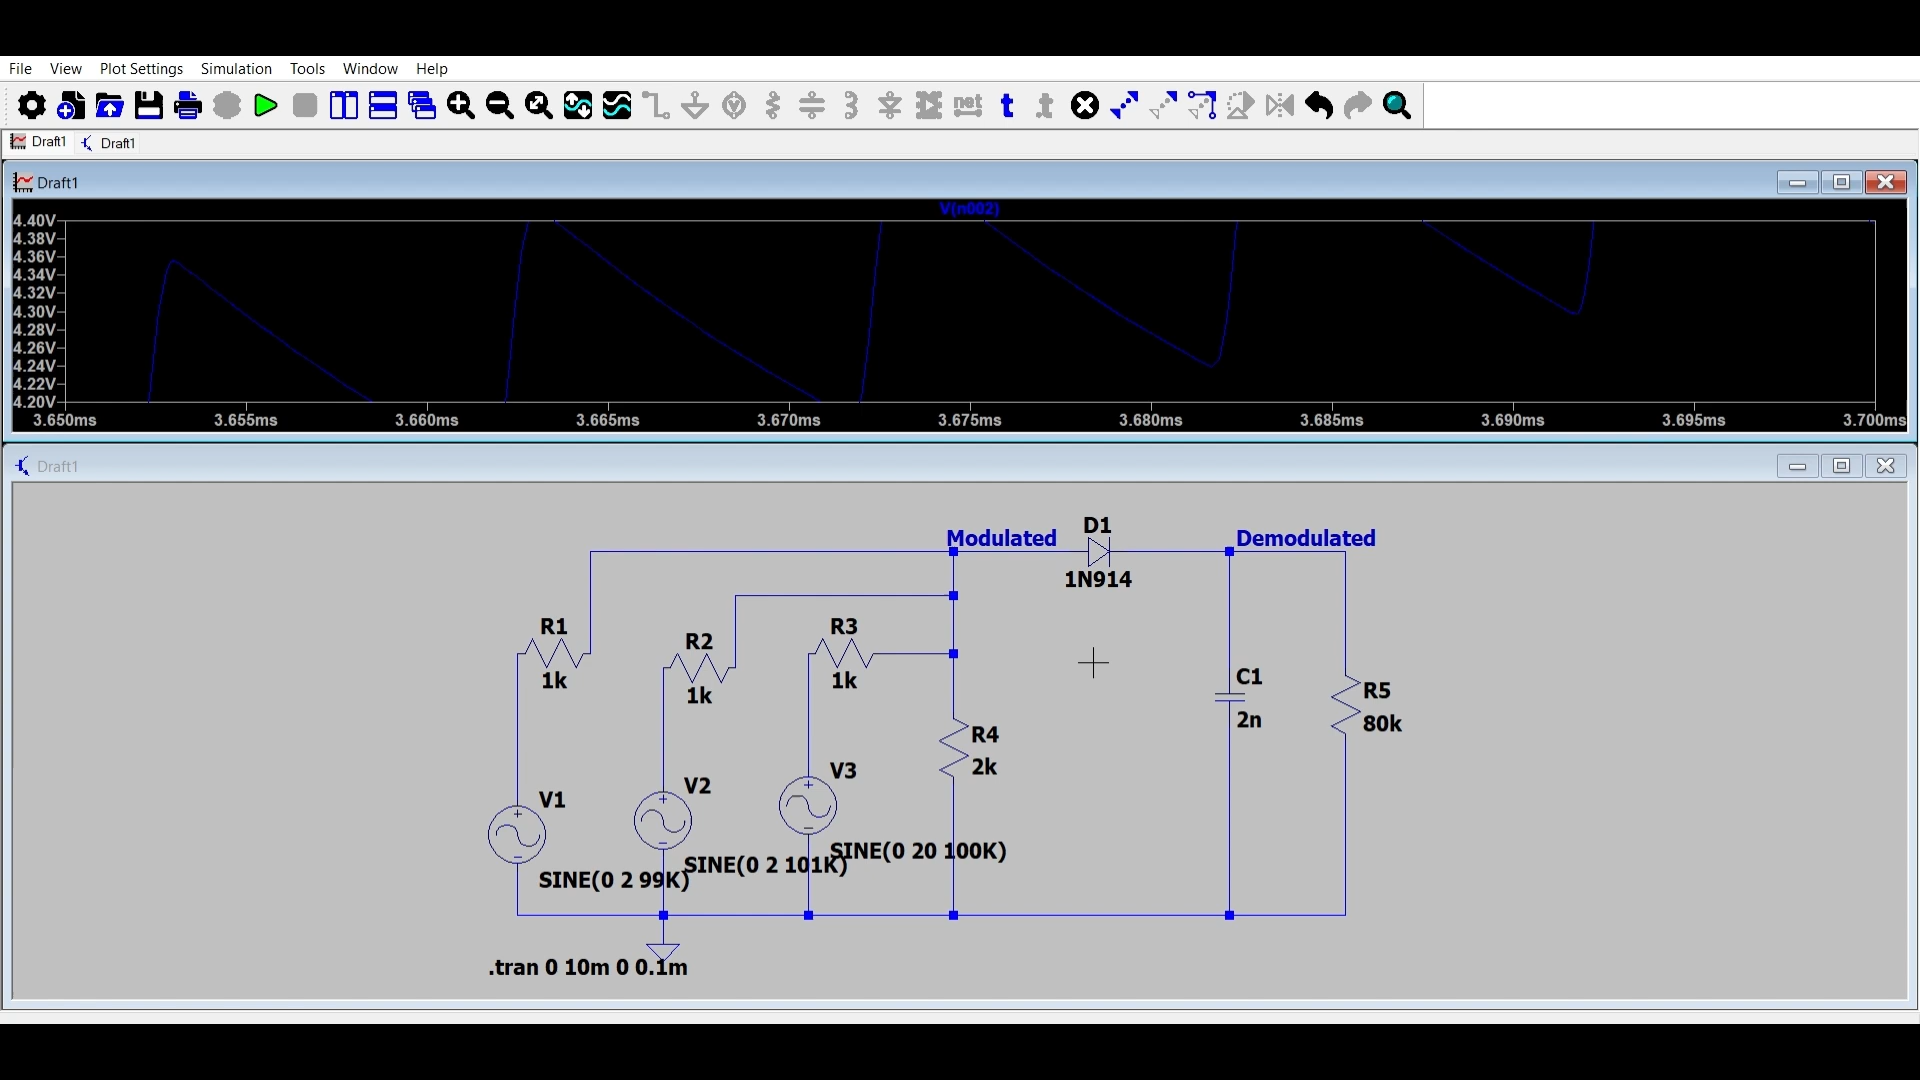 File View Plot Settings Simulation Tools Window Help
net t .t
Draft1 Draft1
Draft1
V(n002)
4.40V
4.38V
4.36V
4.34V
4.32V
4.30V
4.28V
4.26V
4.24V
4.22V
4.20V
3.650ms 3.655ms 3.660ms 3.665ms 3.670ms 3.675ms 3.680ms 3.685ms 3.690ms 3.695ms 3.700ms
Draft1
Modulated D1 Demodulated
1N914
R1 R2 R3
1k 1k 1k
C1
2n
R5
80k
R4
2k
V1 V2 V3
SINE(0 20 100K)
SINE(0 2 101K)
SINE(0 2 99K)
.tran 0 10m 0 0.1m